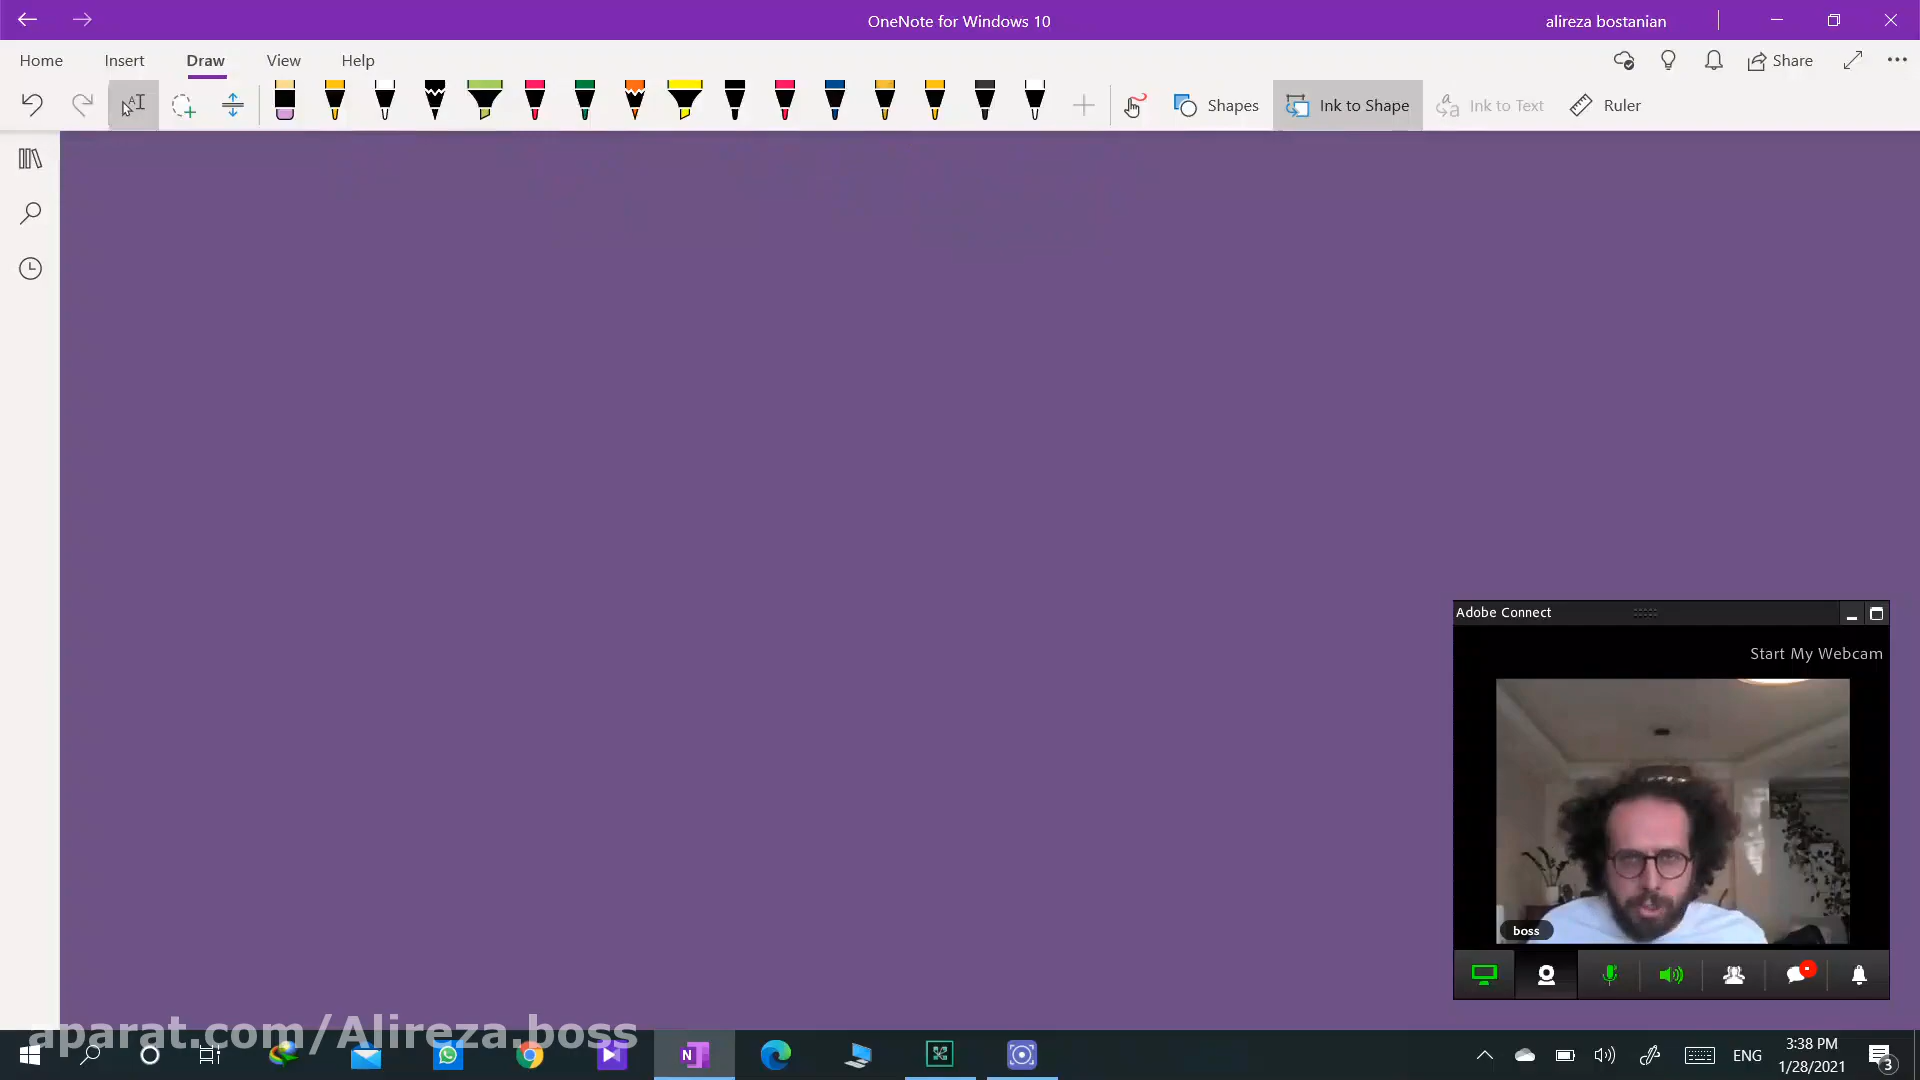 OneNote for Windows 10
alireza bostanian
Home Insert Draw View Help
Share
Shapes Ink to Shape Ink to Text Ruler
Adobe Connect
Start My Webcam
boss
aparat.com/Alireza.boss
ENG
3:38 PM
1/28/2021
3